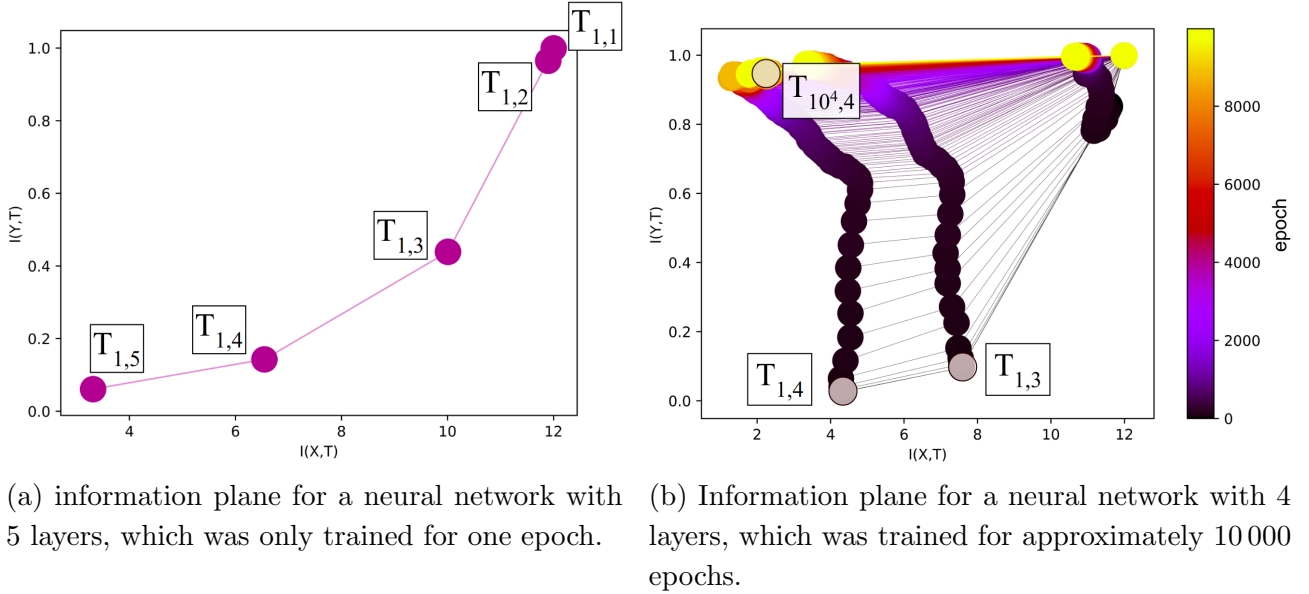 T1,1
T1,2
T1,3
T1,4
T1,5
I(Y,T)
1.0
0.8
0.6
0.4
0.2
0.0
4 6 8 10 12
I(X,T)
T10^4,4
T1,4
T1,3
I(Y,T)
1.0
0.8
0.6
0.4
0.2
0.0
2 4 6 8 10 12
I(X,T)
8000
6000
4000
2000
0
epoch
(a) information plane for a neural network with
5 layers, which was only trained for one epoch.
(b) Information plane for a neural network with 4
layers, which was trained for approximately 10 000
epochs.